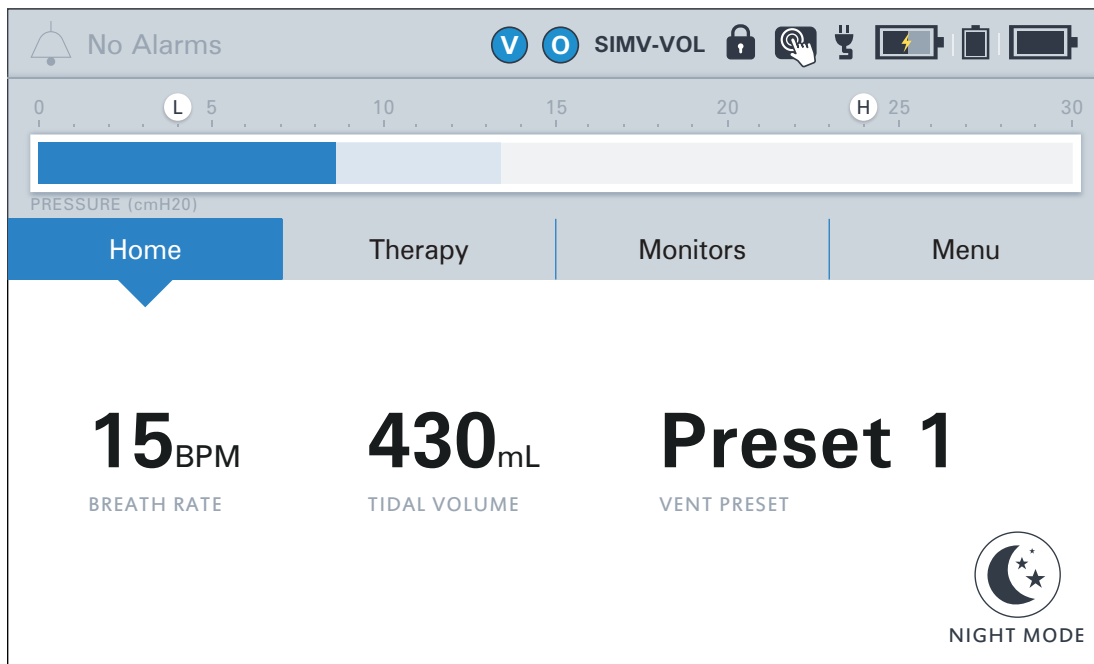 No Alarms V O SIMV-VOL
0 L 5 10 15 20 H 25 30
PRESSURE (cmH20)
Home Therapy Monitors Menu
15BPM 430mL Preset 1
BREATH RATE TIDAL VOLUME VENT PRESET
NIGHT MODE